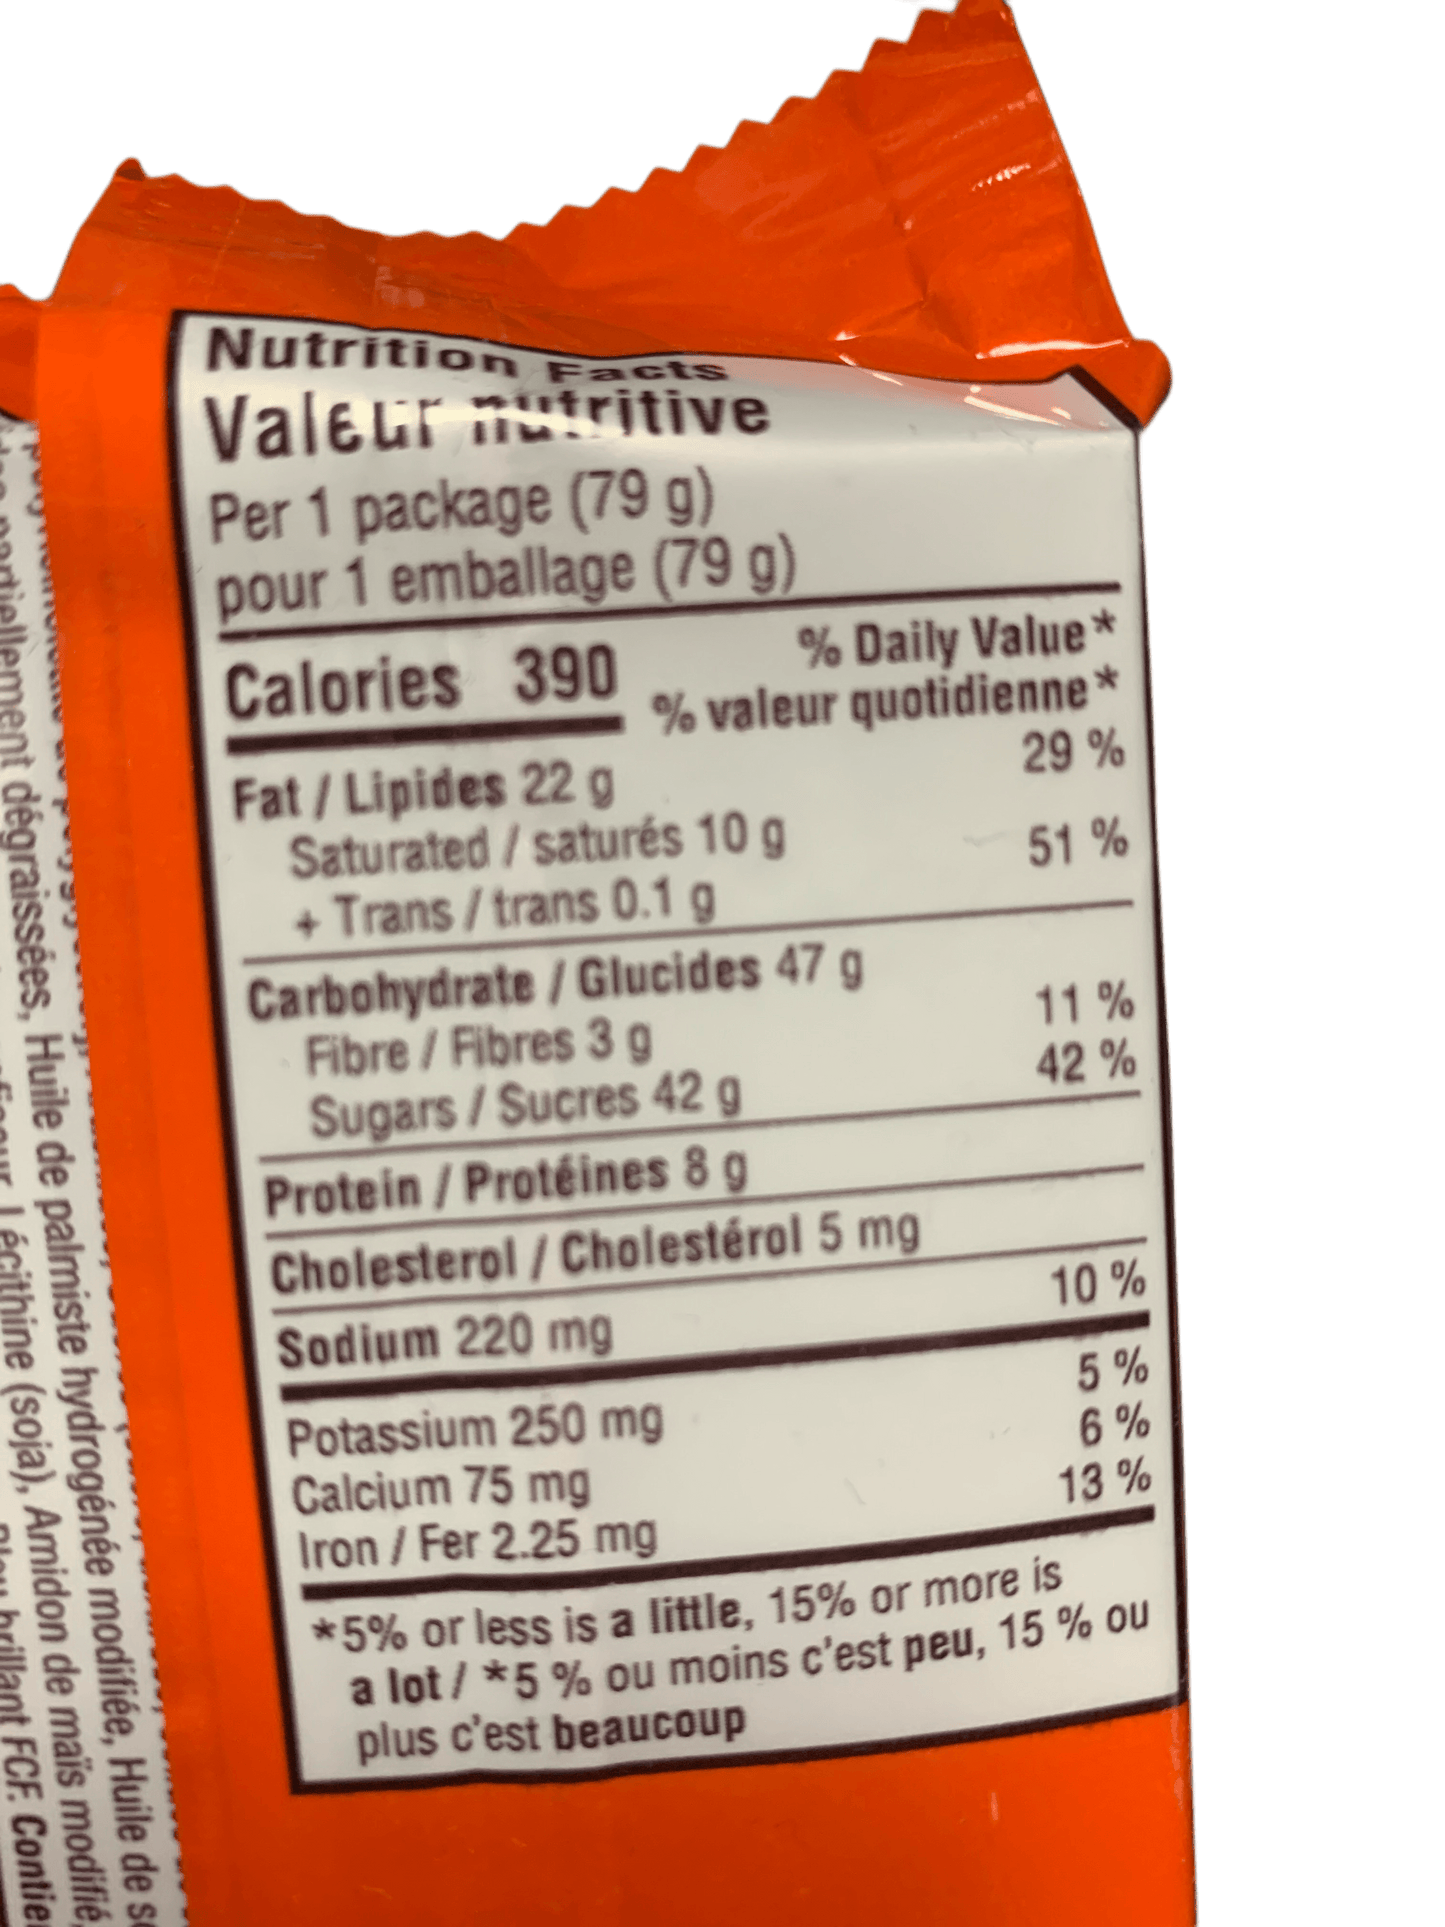 Nutrition Facts
Valeur nutritive
Per 1 package (79 g)
pour 1 emballage (79 g)
Calories 390
% Daily Value*
% valeur quotidienne*
Fat / Lipides 22 g 29 %
Saturated / saturés 10 g
+ Trans / trans 0.1 g 51 %
Carbohydrate / Glucides 47 g
Fibre / Fibres 3 g 11 %
Sugars / Sucres 42 g 42 %
Protein / Protéines 8 g
Cholesterol / Cholestérol 5 mg
Sodium 220 mg 10 %
Potassium 250 mg 5 %
Calcium 75 mg 6 %
Iron / Fer 2.25 mg 13 %
*5% or less is a little, 15% or more is
a lot / *5 % ou moins c'est peu, 15 % ou
plus c'est beaucoup
partiellement dégraissées, Huile de palmiste hydrogénée modifiée, Huile de
Lécithine (soja), Amidon de maïs modifié,
brillant FCF. Contie